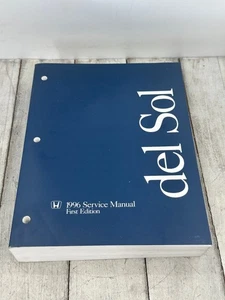 del Sol
1996 Service Manual
First Edition